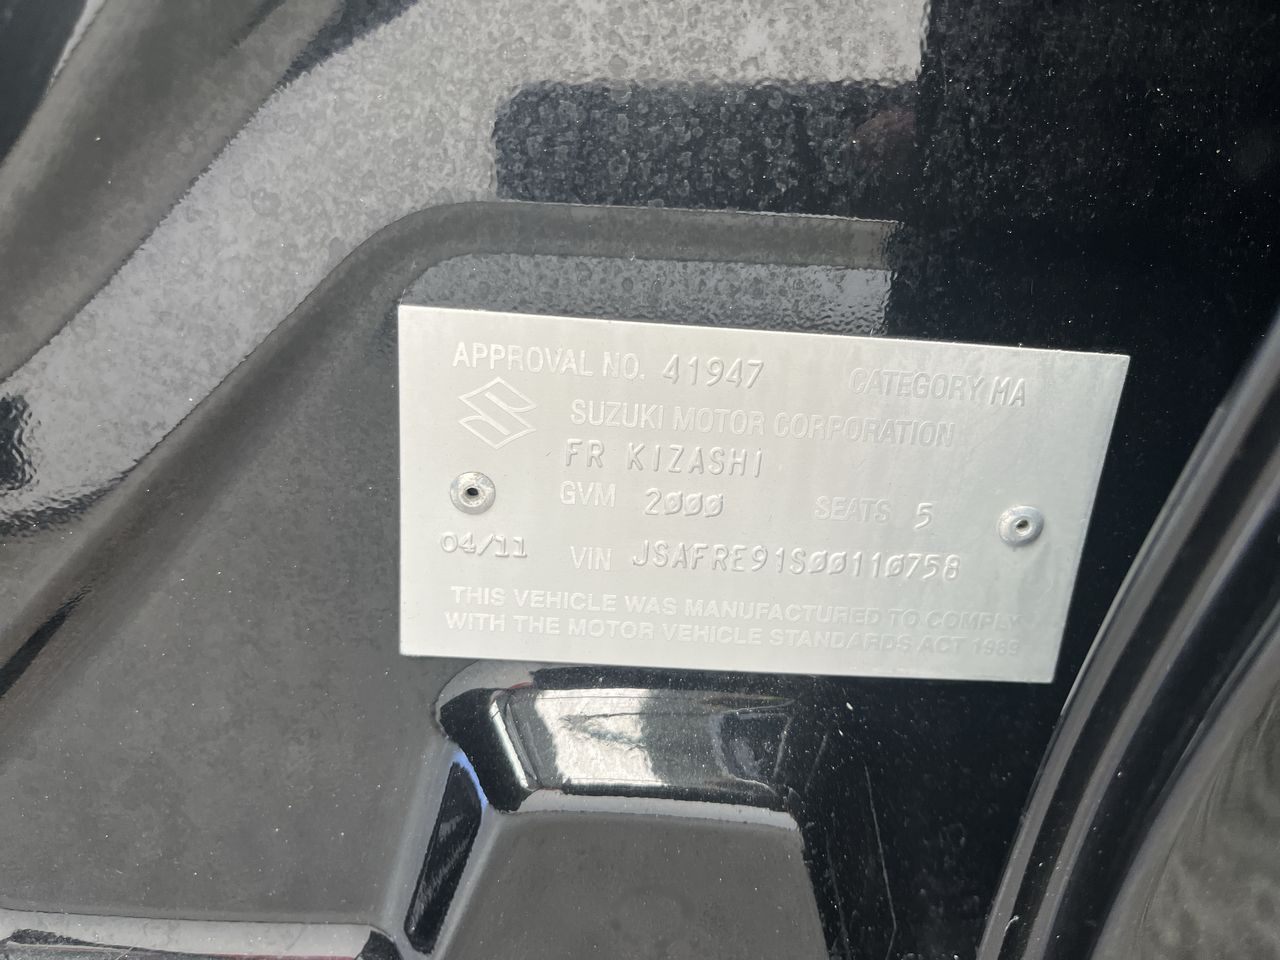 APPROVAL NO. 41947 CATEGORY MA
SUZUKI MOTOR CORPORATION
FR KIZASHI
GVM 2000 SEATS 5
04/11 VIN JSAFRE91S00110758
THIS VEHICLE WAS MANUFACTURED TO COMPLY
WITH THE MOTOR VEHICLE STANDARDS ACT 1989